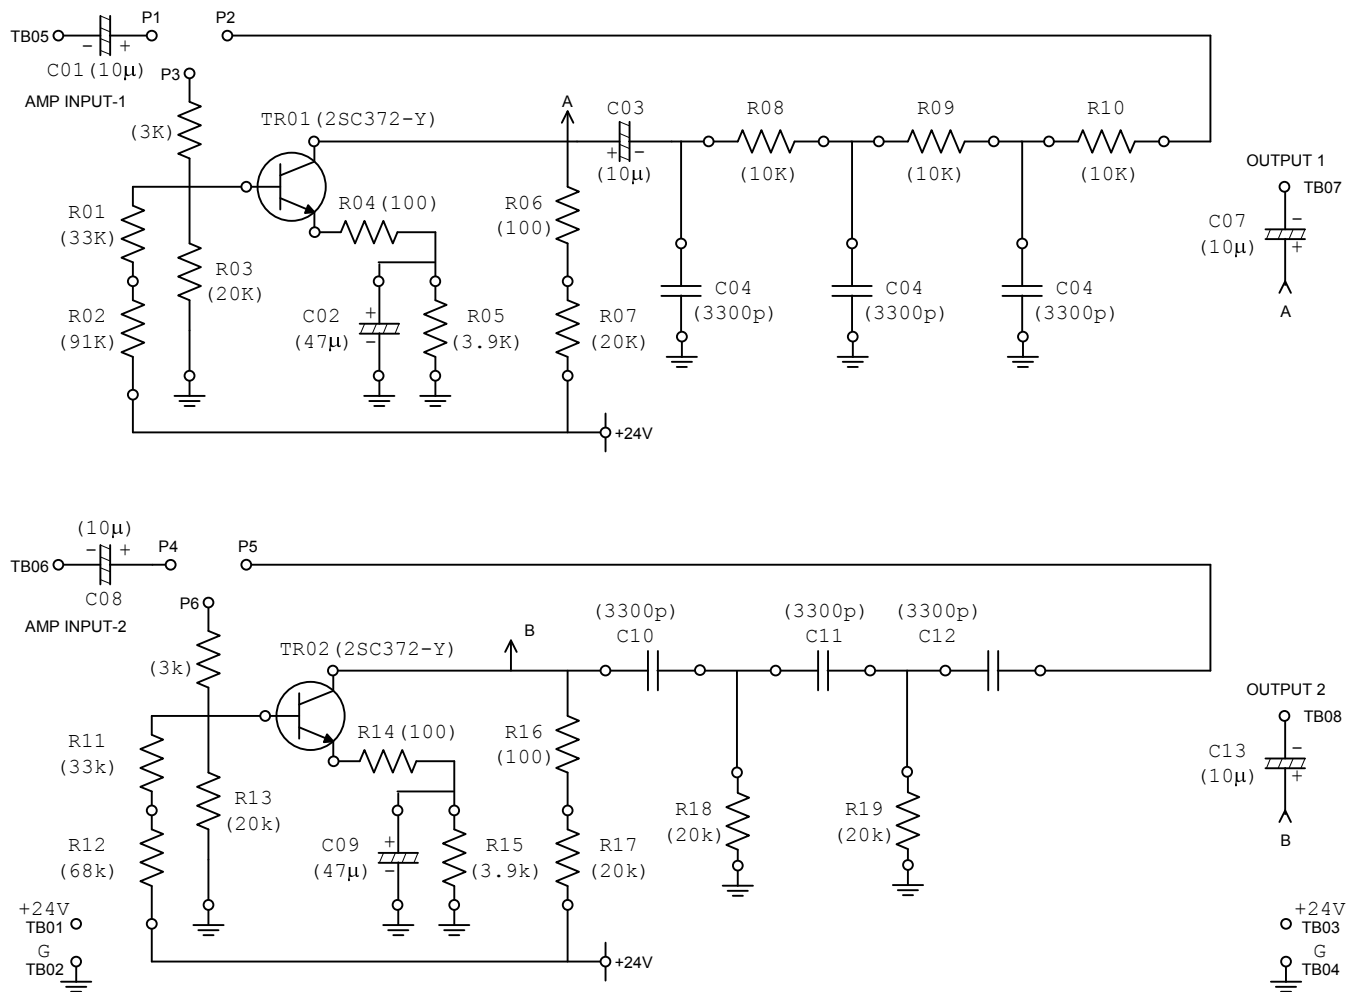 P1
P2
TB05
- +
C01(10μ)
P3
AMP INPUT-1
(3K)
TR01(2SC372-Y)
A
C03
+ -
(10μ)
R08
(10K)
R09
(10K)
R10
(10K)
OUTPUT 1
TB07
R01
(33K)
R04(100)
R06
(100)
C07
(10μ)
-
+
R03
(20K)
R02
(91K)
C02
(47μ)
+
-
R05
(3.9K)
R07
(20K)
C04
(3300p)
C04
(3300p)
C04
(3300p)
A
+24V
(10μ)
- +
P4
P5
TB06
C08
P6
AMP INPUT-2
(3k)
TR02(2SC372-Y)
B
(3300p)
C10
(3300p)
C11
(3300p)
C12
OUTPUT 2
TB08
R11
(33k)
R14(100)
R16
(100)
C13
(10μ)
-
+
R13
(20k)
R12
(68k)
C09
(47μ)
+
-
R15
(3.9k)
R17
(20k)
R18
(20k)
R19
(20k)
B
+24V
TB01
G
TB02
+24V
+24V
TB03
G
TB04